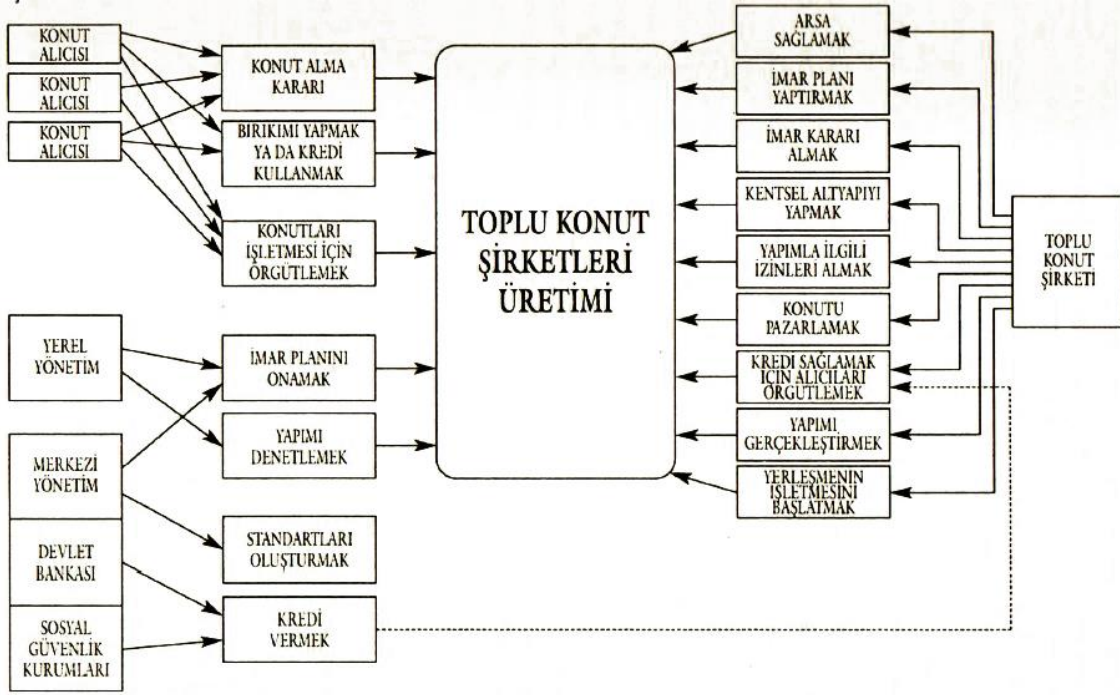 KONUT
ALICISI
KONUT
ALICISI
KONUT
ALICISI
YEREL
YÖNETİM
MERKEZİ
YÖNETİM
DEVLET
BANKASI
SOSYAL
GÜVENLİK
KURUMLARI
KONUT ALMA
KARARI
BIRIKIMI YAPMAK
YA DA KREDİ
KULLANMAK
KONUTLARI
İŞLETMESİ İÇİN
ÖRGÜTLEMEK
İMAR PLANINI
ONAMAK
YAPIMI
DENETLEMEK
STANDARTLARI
OLUŞTURMAK
KREDİ
VERMEK
TOPLU KONUT
ŞİRKETLERİ
ÜRETİMİ
ARSA
SAĞLAMAK
İMAR PLANI
YAPTIRMAK
İMAR KARARI
ALMAK
KENTSEL ALTYAPIYI
YAPMAK
YAPIMLA İLGİLİ
İZİNLERİ ALMAK
KONUTU
PAZARLAMAK
KREDİ SAĞLAMAK
İÇİN ALICILARI
ÖRGÜTLEMEK
YAPIMI
GERÇEKLEŞTİRMEK
YERLEŞMENİN
İŞLETMESİNİ
BAŞLATMAK
TOPLU
KONUT
ŞİRKETİ